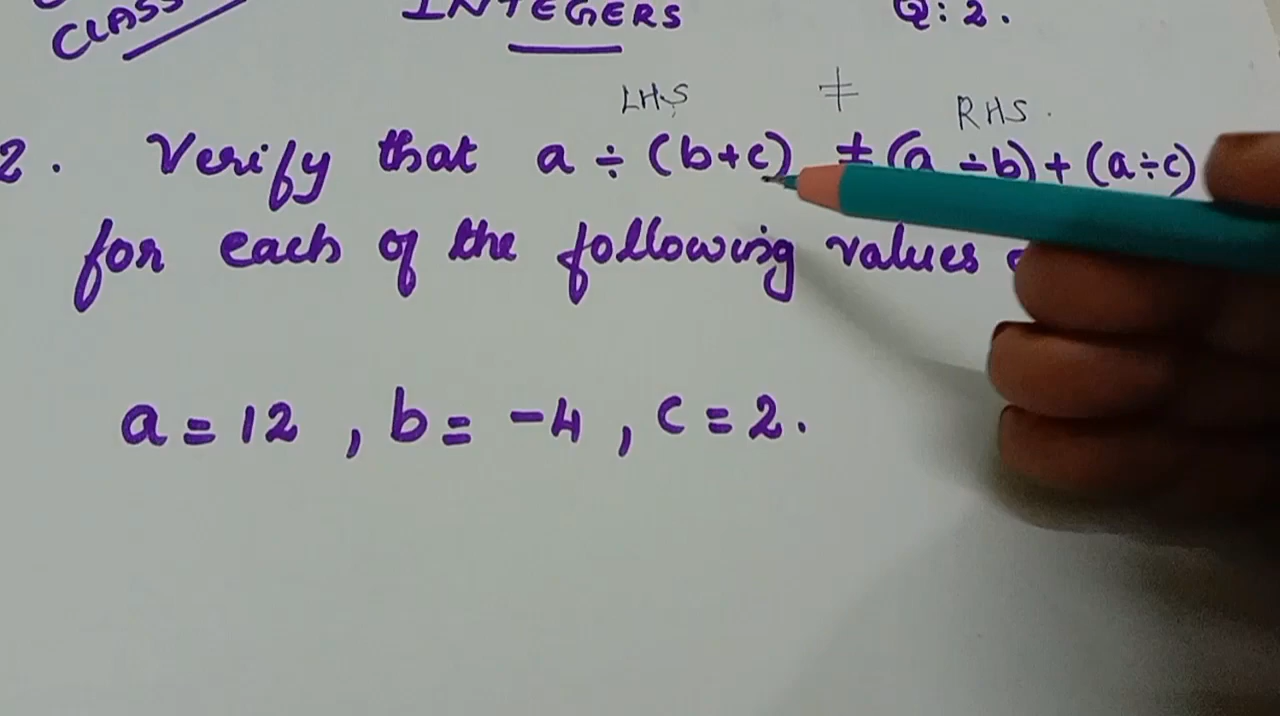 CLASS INTEGERS Q: 2.
LHS ≠ RHS.
2. Verify that a ÷ (b+c) ≠ (a ÷ b) + (a ÷ c)
for each of the following values
a = 12 , b = -4 , c = 2.